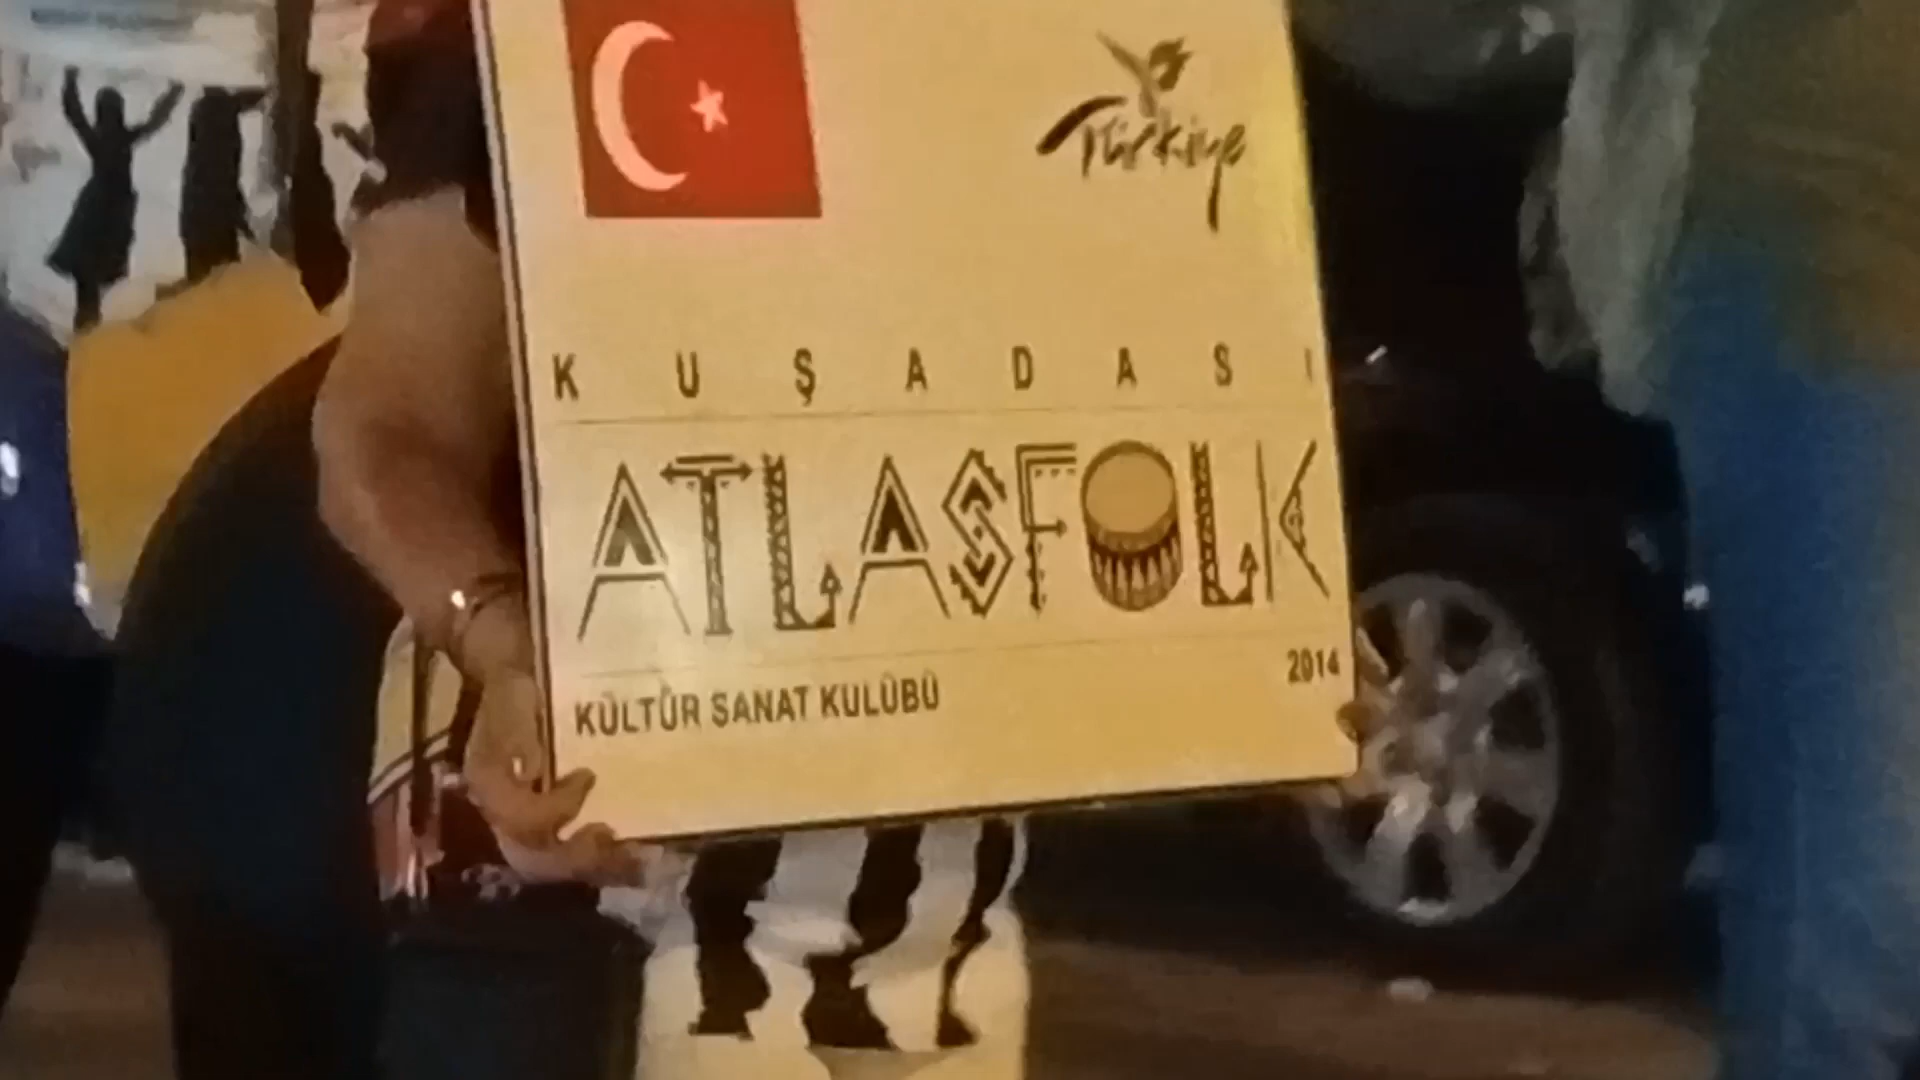 Türkiye
KUŞADASI
ATLASFOLK
2014
KÜLTÜR SANAT KULÜBÜ